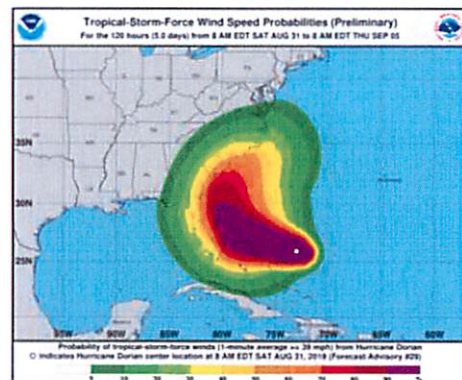 Tropical-Storm-Force Wind Speed Probabilities (Preliminary)
For the 120 hours (5.0 days) from 8 AM EDT SAT AUG 31 to 8 AM EDT THU SEP 05
35N
30N
25N
95W 90W 85W 80W 75W 70W 65W 60W
Probability of tropical-storm-force winds (1-minute average >= 39 mph) from Hurricane Dorian
indicates Hurricane Dorian center location at 8 AM EDT SAT AUG 31, 2019 (Forecast Advisory #29)